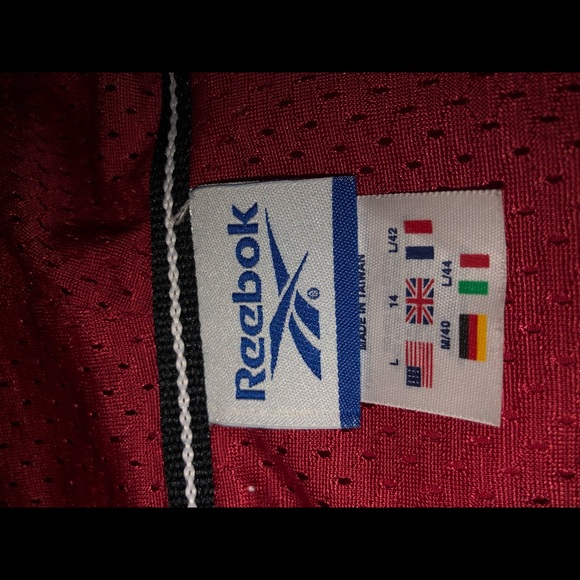 Reebok
®
MADE IN TAIWAN
L 14 L/42
M/40 L/44